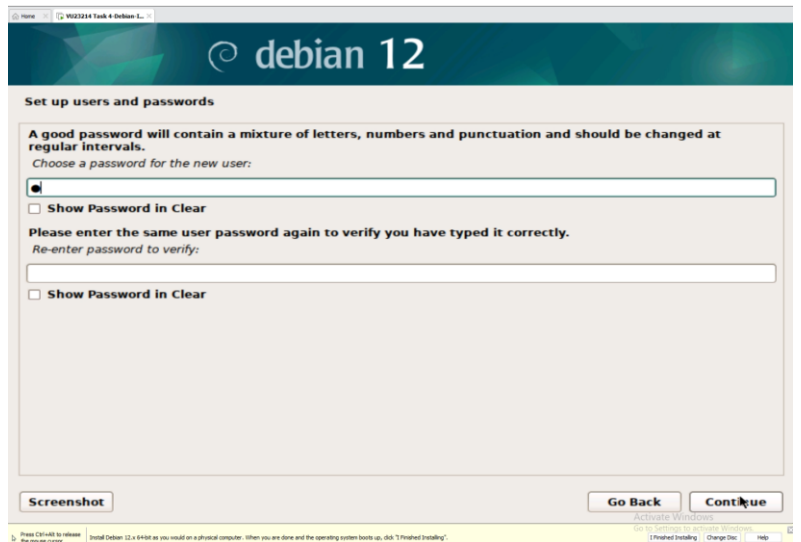 Home
VU23214 Task 4-Debian-I...
debian 12
Set up users and passwords
A good password will contain a mixture of letters, numbers and punctuation and should be changed at
regular intervals.
Choose a password for the new user:
Show Password in Clear
Please enter the same user password again to verify you have typed it correctly.
Re-enter password to verify:
Show Password in Clear
Screenshot
Go Back
Continue
Activate Windows
Go to Settings to activate Windows.
Press Ctrl+Alt to release
the mouse cursor
Install Debian 12.x 64-bit as you would on a physical computer. When you are done and the operating system boots up, click "I Finished Installing".
I Finished Installing
Change Disc
Help